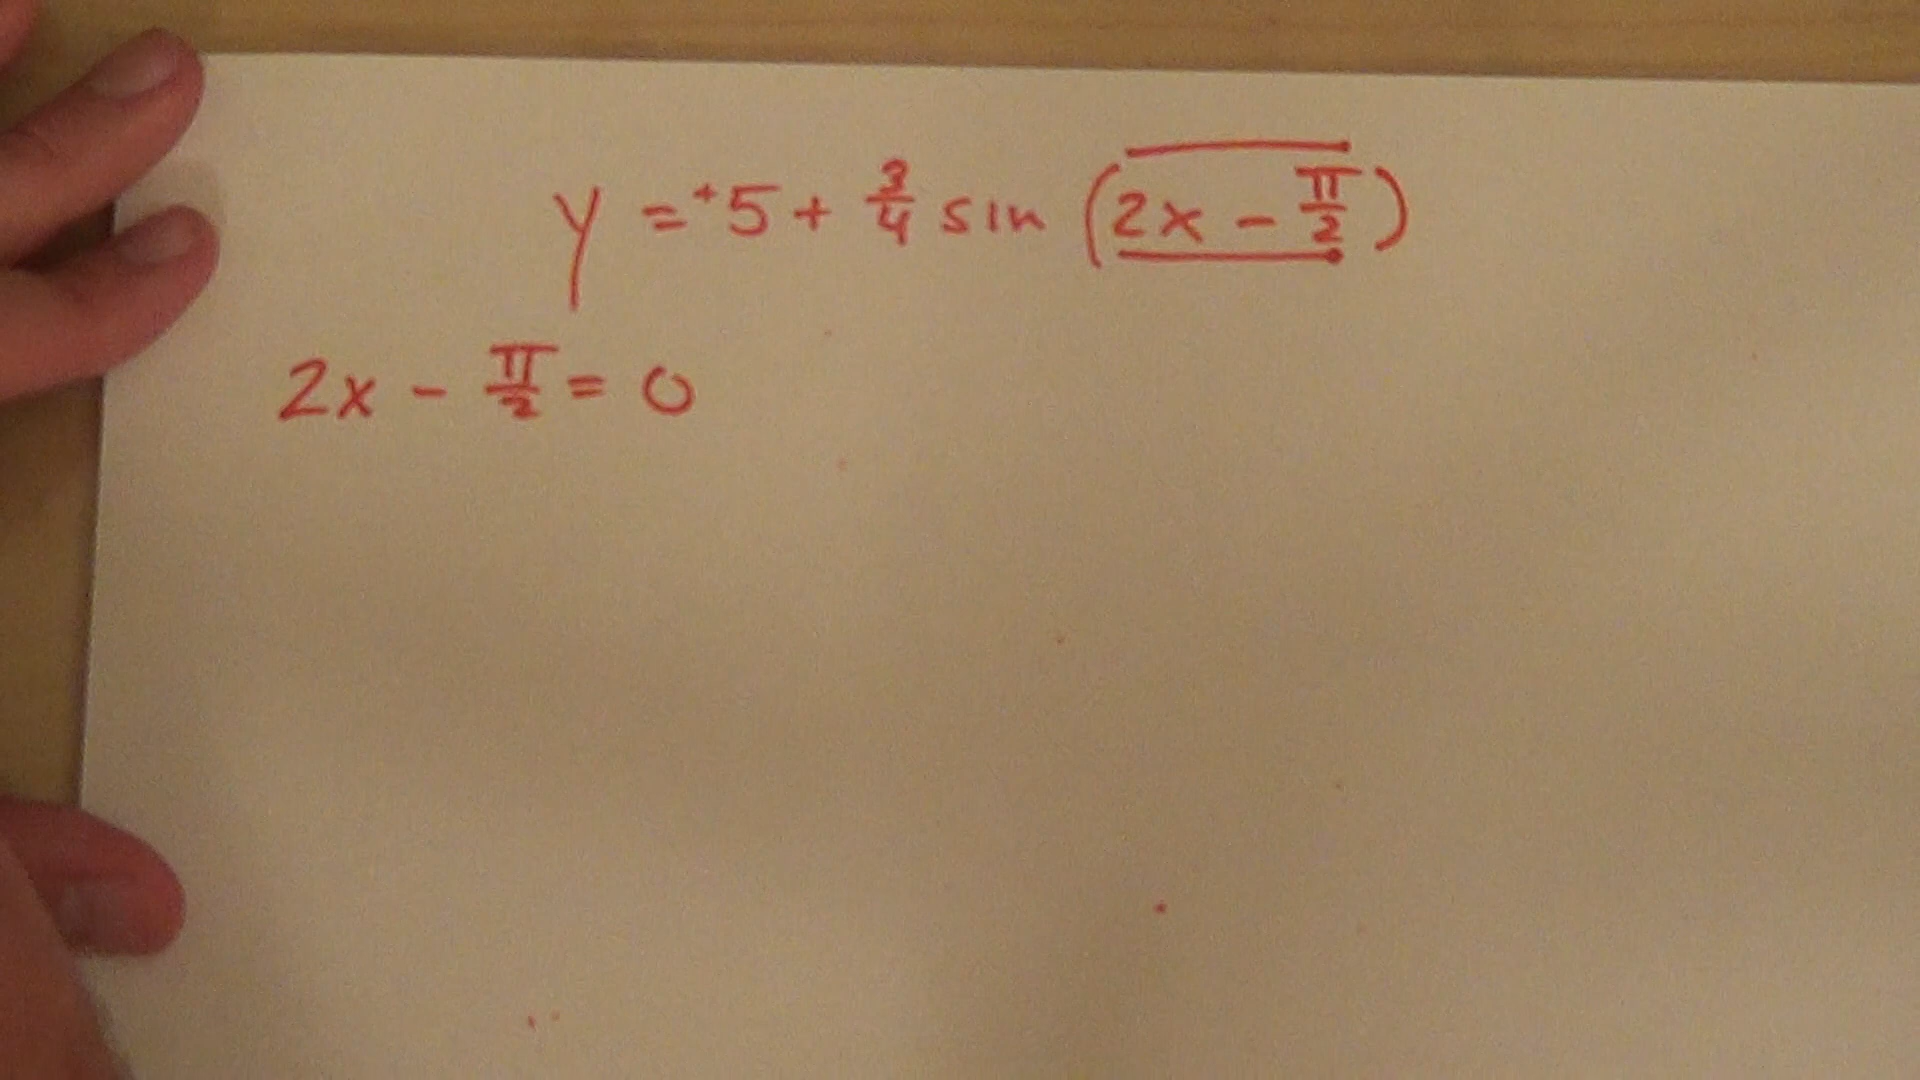 y = +5 + 3/4 sin (2x - π/2)
2x - π/2 = 0